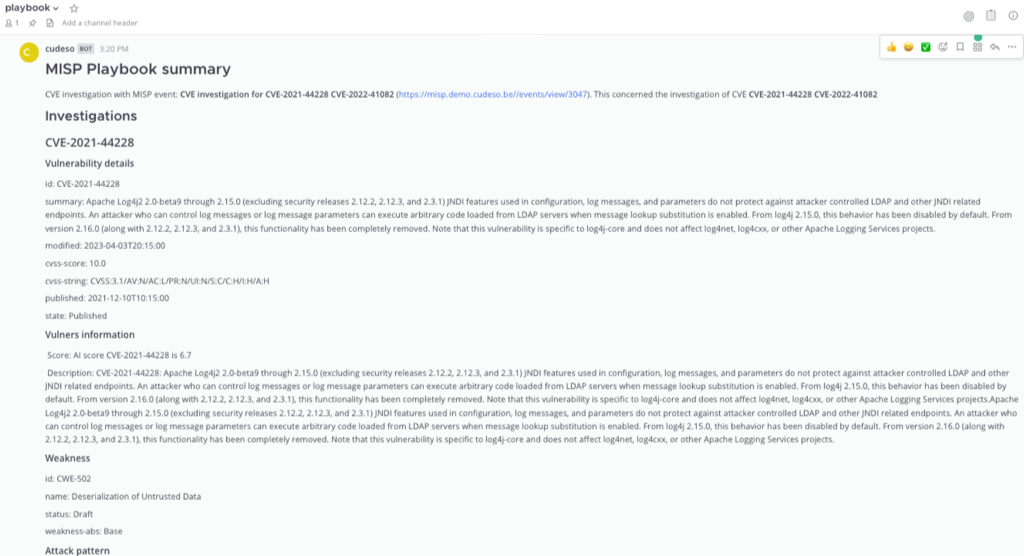 playbook
1 Add a channel header
cudeso BOT 3:20 PM
MISP Playbook summary
CVE investigation with MISP event: CVE investigation for CVE-2021-44228 CVE-2022-41082 (https://misp.demo.cudeso.be//events/view/3047). This concerned the investigation of CVE CVE-2021-44228 CVE-2022-41082
Investigations
CVE-2021-44228
Vulnerability details
id: CVE-2021-44228
summary: Apache Log4j2 2.0-beta9 through 2.15.0 (excluding security releases 2.12.2, 2.12.3, and 2.3.1) JNDI features used in configuration, log messages, and parameters do not protect against attacker controlled LDAP and other JNDI related
endpoints. An attacker who can control log messages or log message parameters can execute arbitrary code loaded from LDAP servers when message lookup substitution is enabled. From log4j 2.15.0, this behavior has been disabled by default. From
version 2.16.0 (along with 2.12.2, 2.12.3, and 2.3.1), this functionality has been completely removed. Note that this vulnerability is specific to log4j-core and does not affect log4net, log4cxx, or other Apache Logging Services projects.
modified: 2023-04-03T20:15:00
cvss-score: 10.0
cvss-string: CVSS:3.1/AV:N/AC:L/PR:N/UI:N/S:C/C:H/I:H/A:H
published: 2021-12-10T10:15:00
state: Published
Vulners information
Score: AI score CVE-2021-44228 is 6.7
Description: CVE-2021-44228: Apache Log4j2 2.0-beta9 through 2.15.0 (excluding security releases 2.12.2, 2.12.3, and 2.3.1) JNDI features used in configuration, log messages, and parameters do not protect against attacker controlled LDAP and other
JNDI related endpoints. An attacker who can control log messages or log message parameters can execute arbitrary code loaded from LDAP servers when message lookup substitution is enabled. From log4j 2.15.0, this behavior has been disabled by
default. From version 2.16.0 (along with 2.12.2, 2.12.3, and 2.3.1), this functionality has been completely removed. Note that this vulnerability is specific to log4j-core and does not affect log4net, log4cxx, or other Apache Logging Services projects.Apache
Log4j2 2.0-beta9 through 2.15.0 (excluding security releases 2.12.2, 2.12.3, and 2.3.1) JNDI features used in configuration, log messages, and parameters do not protect against attacker controlled LDAP and other JNDI related endpoints. An attacker who
can control log messages or log message parameters can execute arbitrary code loaded from LDAP servers when message lookup substitution is enabled. From log4j 2.15.0, this behavior has been disabled by default. From version 2.16.0 (along with
2.12.2, 2.12.3, and 2.3.1), this functionality has been completely removed. Note that this vulnerability is specific to log4j-core and does not affect log4net, log4cxx, or other Apache Logging Services projects.
Weakness
id: CWE-502
name: Deserialization of Untrusted Data
status: Draft
weakness-abs: Base
Attack pattern